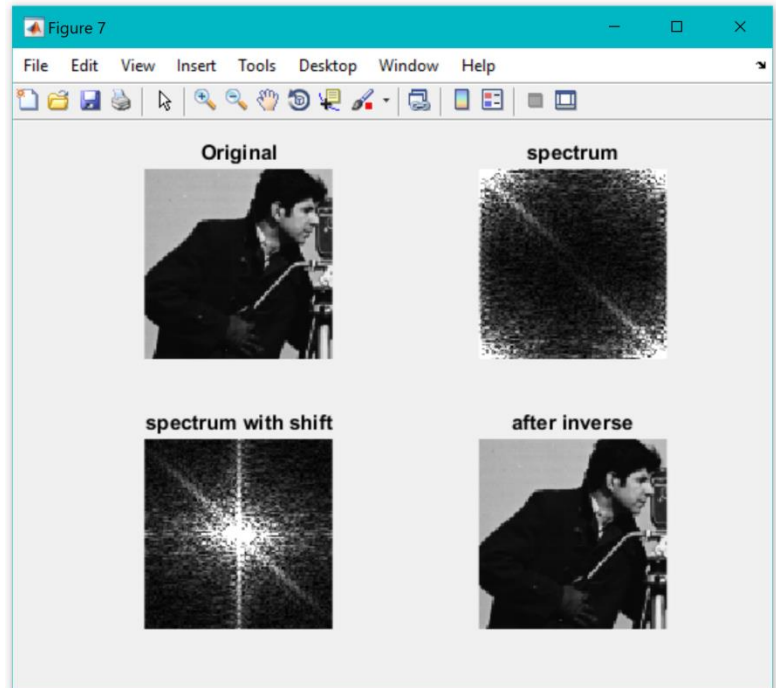 Figure 7
File Edit View Insert Tools Desktop Window Help
Original
spectrum
spectrum with shift
after inverse